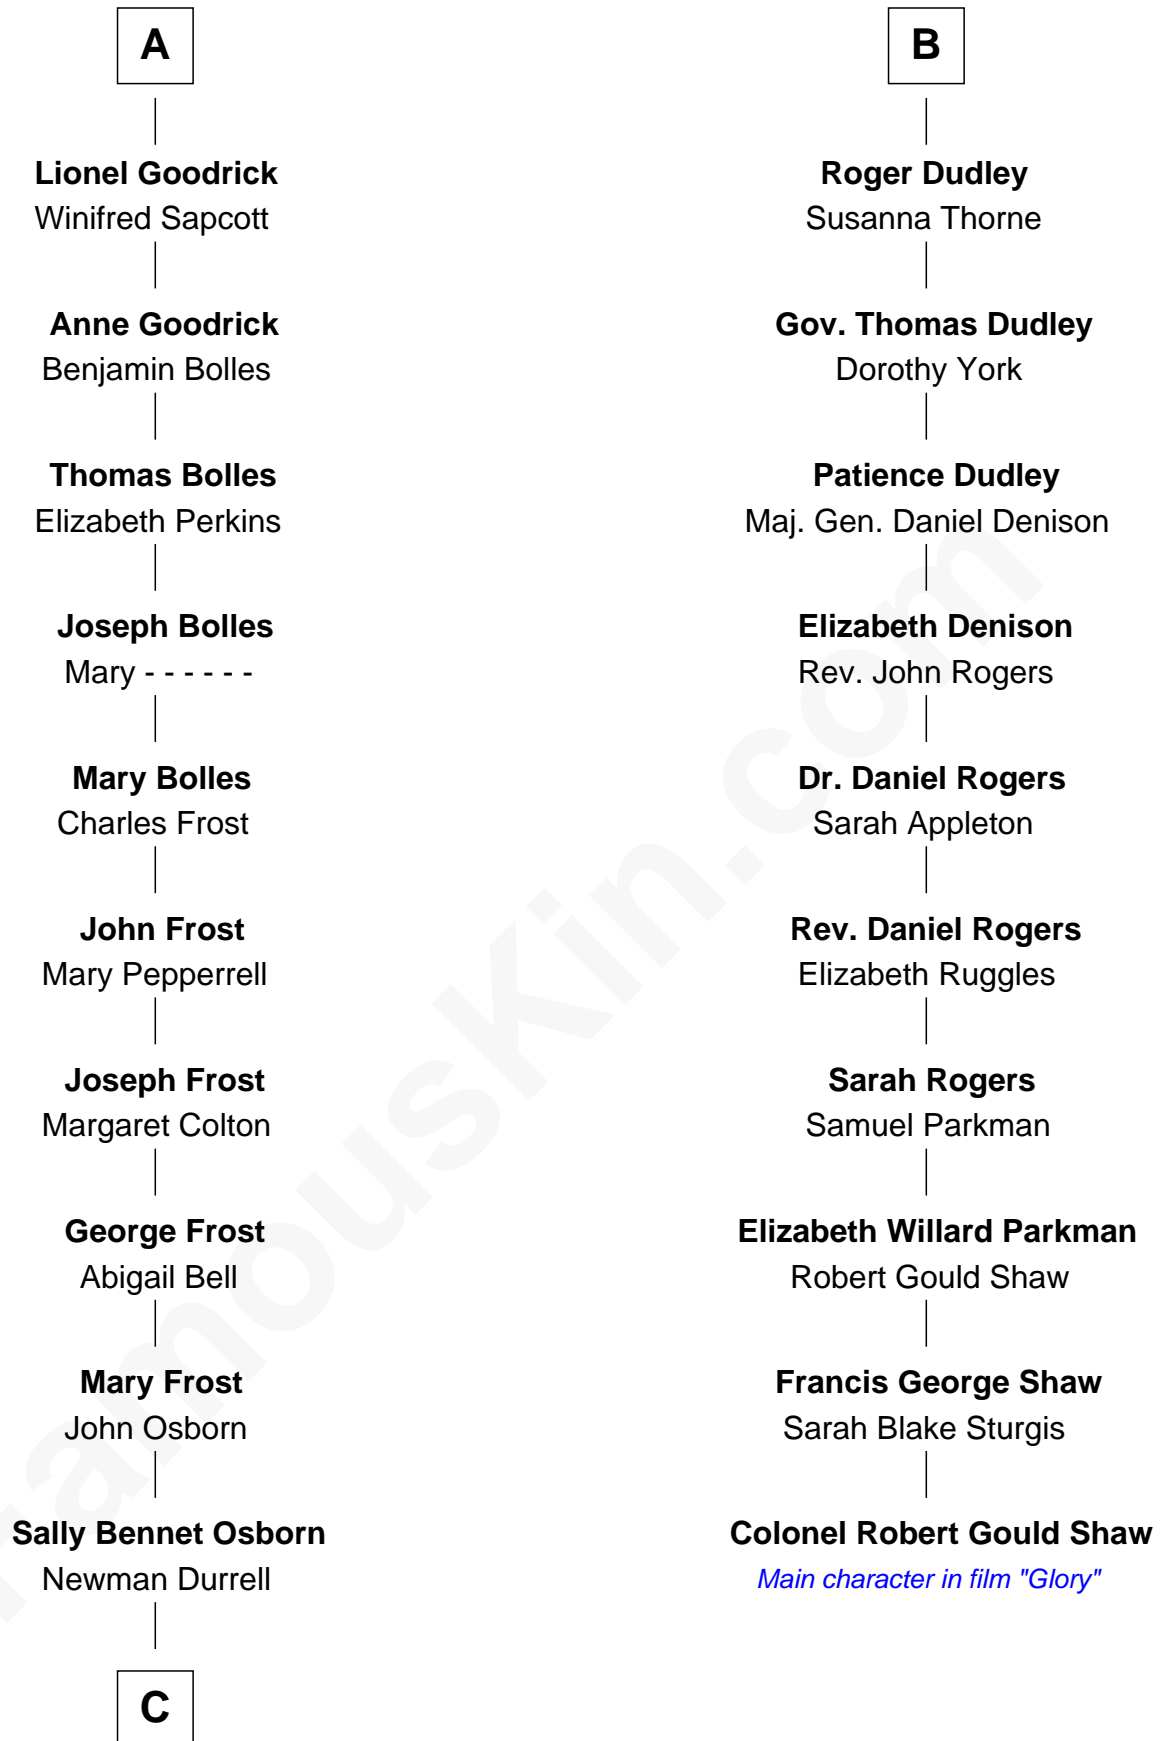 A
Lionel Goodrick
Winifred Sapcott
Anne Goodrick
Benjamin Bolles
Thomas Bolles
Elizabeth Perkins
Joseph Bolles
Mary - - - - - -
Mary Bolles
Charles Frost
John Frost
Mary Pepperrell
Joseph Frost
Margaret Colton
George Frost
Abigail Bell
Mary Frost
John Osborn
Sally Bennet Osborn
Newman Durrell
C
B
Roger Dudley
Susanna Thorne
Gov. Thomas Dudley
Dorothy York
Patience Dudley
Maj. Gen. Daniel Denison
Elizabeth Denison
Rev. John Rogers
Dr. Daniel Rogers
Sarah Appleton
Rev. Daniel Rogers
Elizabeth Ruggles
Sarah Rogers
Samuel Parkman
Elizabeth Willard Parkman
Robert Gould Shaw
Francis George Shaw
Sarah Blake Sturgis
Colonel Robert Gould Shaw
Main character in film "Glory"
FamousKin.com